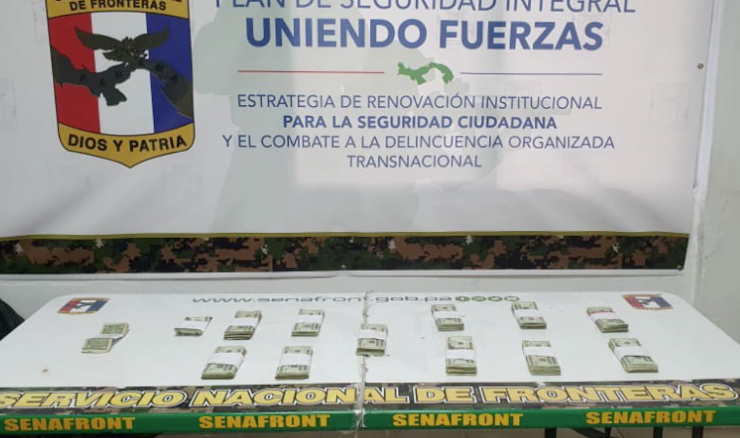 DE FRONTERAS
PANAMA
DIOS Y PATRIA
PLAN DE SEGURIDAD INTEGRAL
UNIENDO FUERZAS
ESTRATEGIA DE RENOVACIÓN INSTITUCIONAL
PARA LA SEGURIDAD CIUDADANA
Y EL COMBATE A LA DELINCUENCIA ORGANIZADA
TRANSNACIONAL
www.senafront.gob.pa
SERVICIO NACIONAL DE FRONTERAS
SENAFRONT SENAFRONT SENAFRONT SENAFRONT